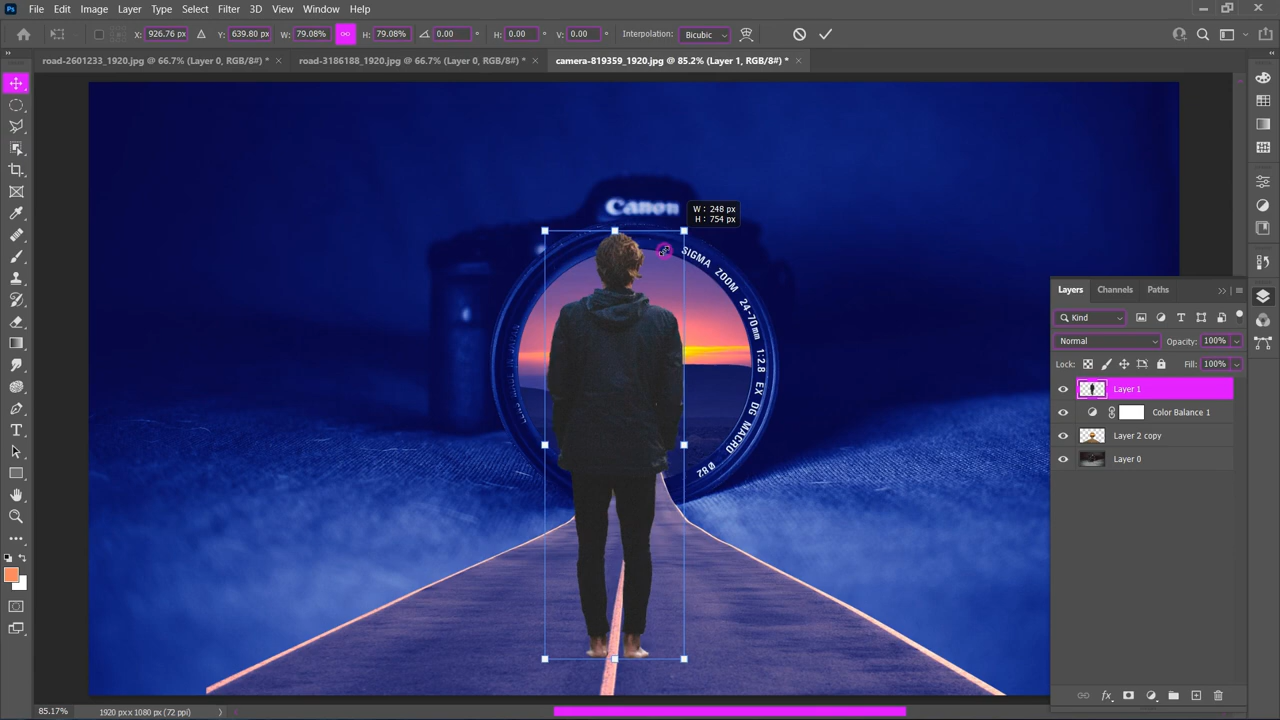 Ps File Edit Image Layer Type Select Filter 3D View Window Help
X: 926.76 px Y: 639.80 px W: 79.08% H: 79.08% 0.00 ° H: 0.00 ° V: 0.00 ° Interpolation: Bicubic
road-2601233_1920.jpg @ 66.7% (Layer 0, RGB/8#) * × road-3186188_1920.jpg @ 66.7% (Layer 0, RGB/8#) * × camera-819359_1920.jpg @ 85.2% (Layer 1, RGB/8#) * ×
Canon
W: 248 px
H: 754 px
SIGMA ZOOM 24-70mm 1:2.8 EX DG MACRO Ø82
Layers Channels Paths
Kind
Normal Opacity: 100%
Lock: Fill: 100%
Layer 1
Color Balance 1
Layer 2 copy
Layer 0
fx
85.17% 1920 px x 1080 px (72 ppi)